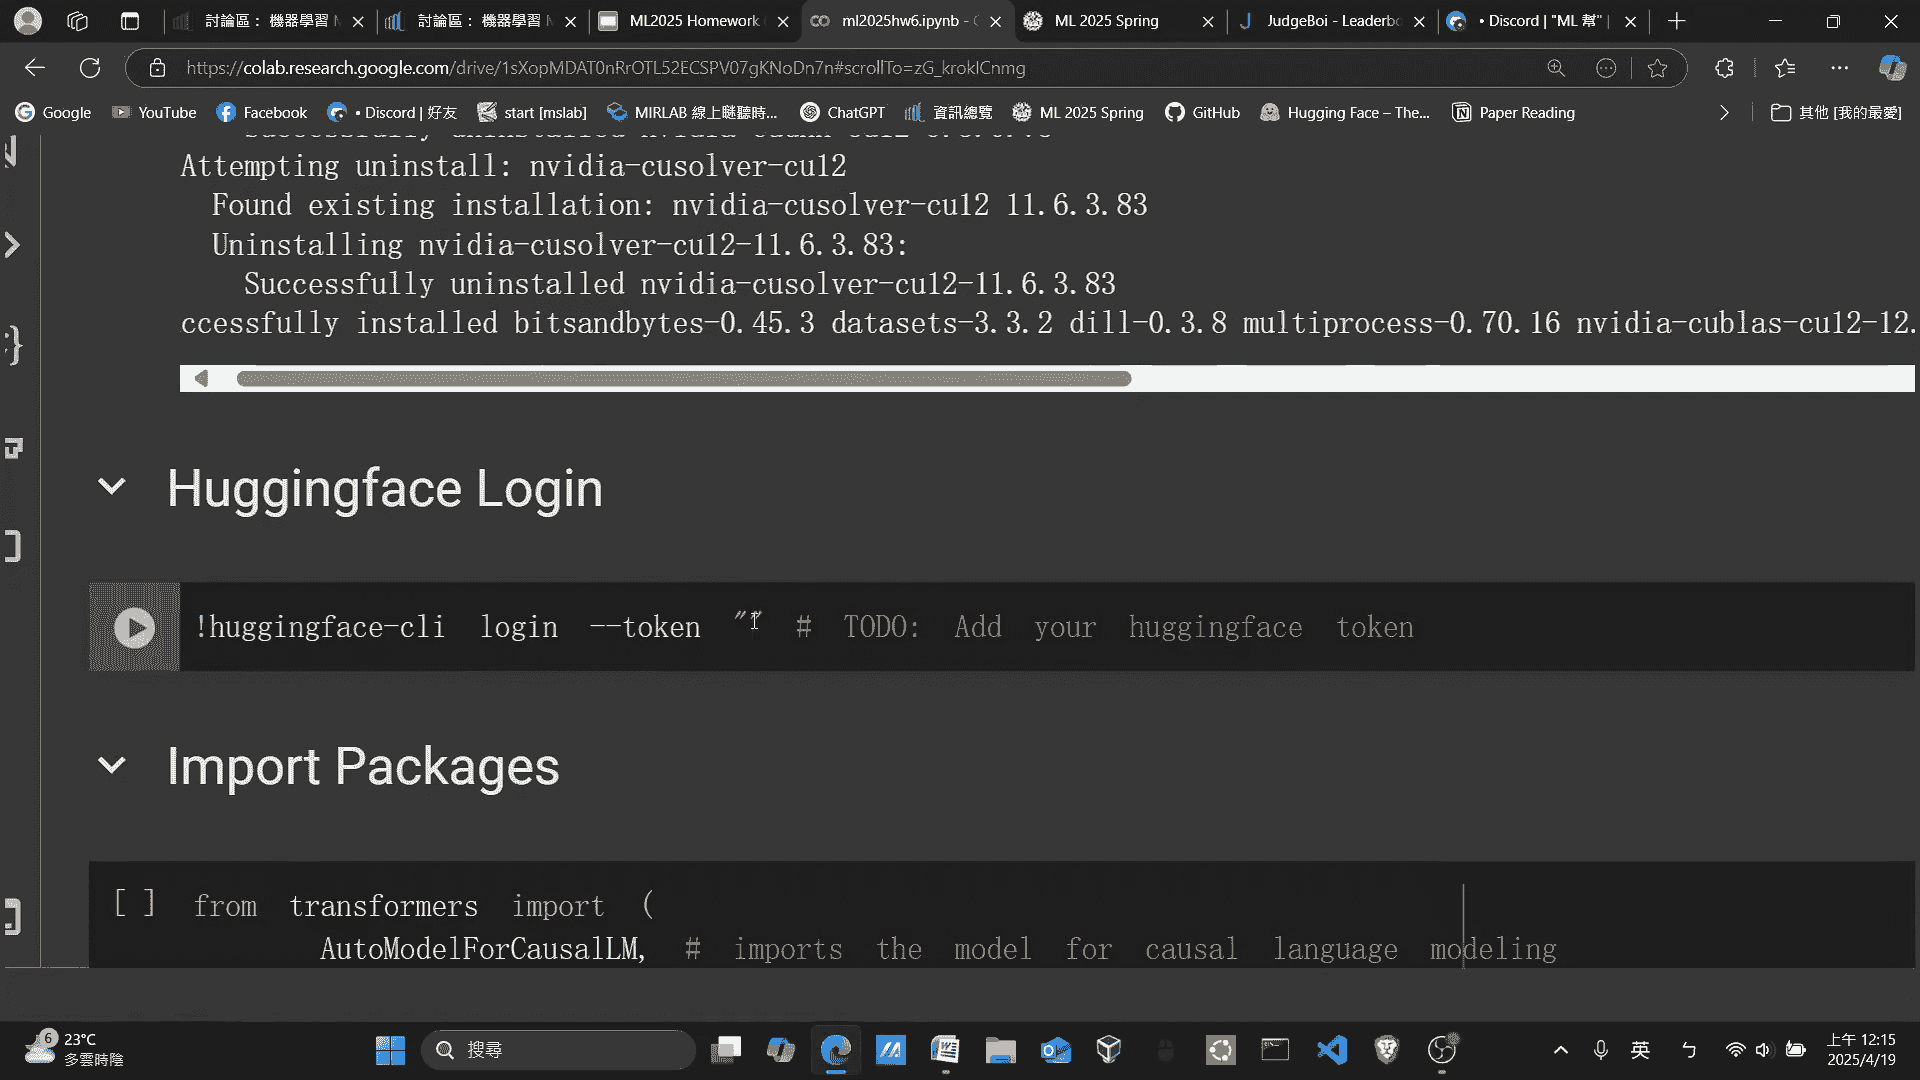 討論區: 機器學習
討論區: 機器學習
ML2025 Homework
ml2025hw6.ipynb -
ML 2025 Spring
JudgeBoi - Leaderbo
• Discord | "ML 幫" |
https://colab.research.google.com/drive/1sXopMDAT0nRrOTL52ECSPV07gKNoDn7n#scrollTo=zG_krokICnmg
Google
YouTube
Facebook
• Discord | 好友
start [mslab]
MIRLAB 線上瞇聽時...
ChatGPT
資訊總覽
ML 2025 Spring
GitHub
Hugging Face – The...
Paper Reading
其他 [我的最愛]
Attempting uninstall: nvidia-cusolver-cu12
Found existing installation: nvidia-cusolver-cu12 11.6.3.83
Uninstalling nvidia-cusolver-cu12-11.6.3.83:
Successfully uninstalled nvidia-cusolver-cu12-11.6.3.83
ccessfully installed bitsandbytes-0.45.3 datasets-3.3.2 dill-0.3.8 multiprocess-0.70.16 nvidia-cublas-cu12-12.
Huggingface Login
!huggingface-cli login --token "" # TODO: Add your huggingface token
Import Packages
[ ] from transformers import (
AutoModelForCausalLM, # imports the model for causal language modeling
6
23°C
多雲時陰
搜尋
英
ㄅ
上午 12:15
2025/4/19